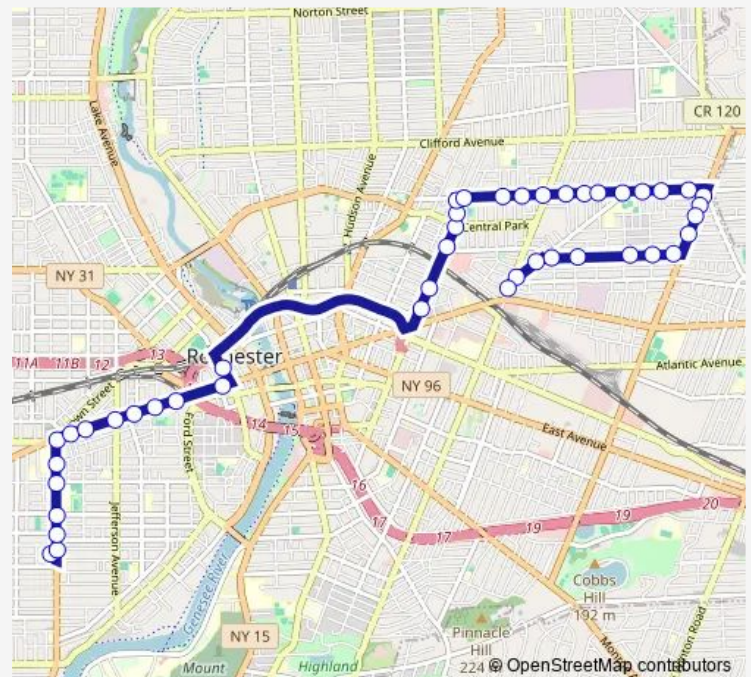 Norton Street
Lake Avenue
CR 120
Clifford Avenue
Hudson Avenue
Central Park
NY 31
11A
11B
12
13
Atlantic Avenue
NY 96
Ford Street
14
15
East Avenue
Jefferson Avenue
16
17
17
19
19
20
Genesee River
Cobbs
Hill
192 m
NY 15
Pinnacle
Hill
Mount
Highland
© OpenStreetMap contributors